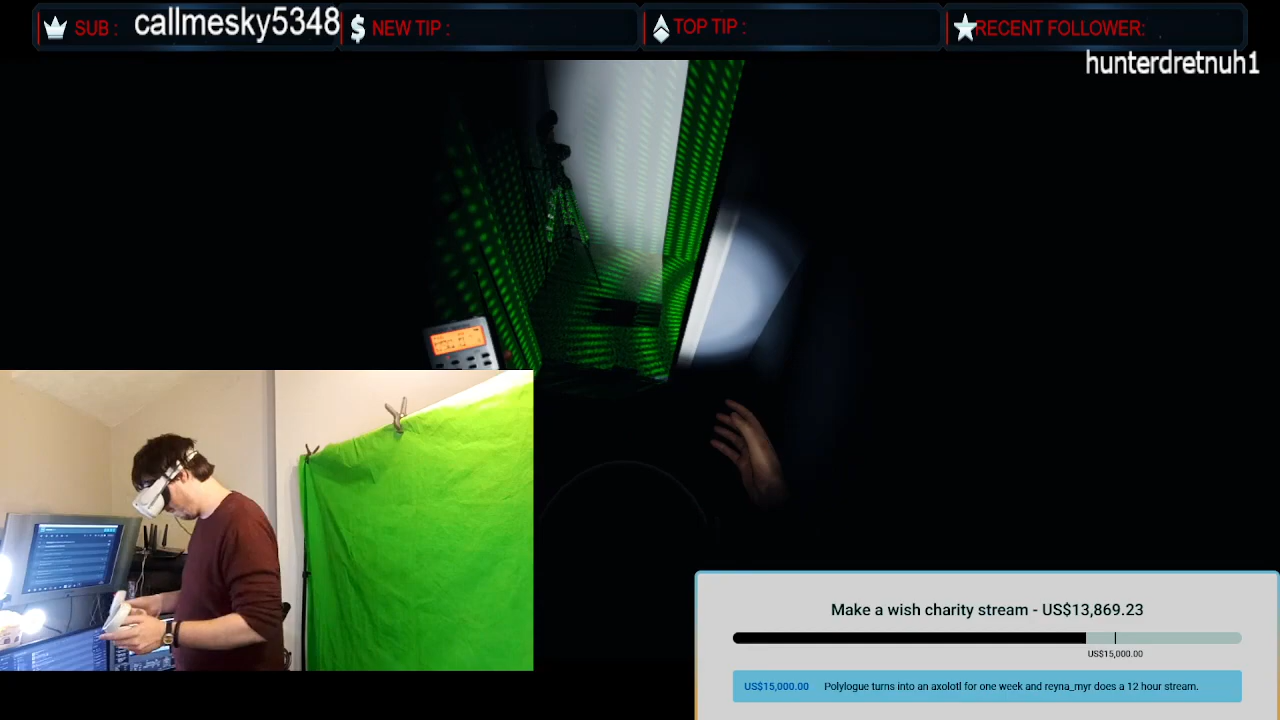 SUB : callmesky5348
NEW TIP :
TOP TIP :
RECENT FOLLOWER:
hunterdretnuh1
Make a wish charity stream - US$13,869.23
US$15,000.00
US$15,000.00 Polylogue turns into an axolotl for one week and reyna_myr does a 12 hour stream.